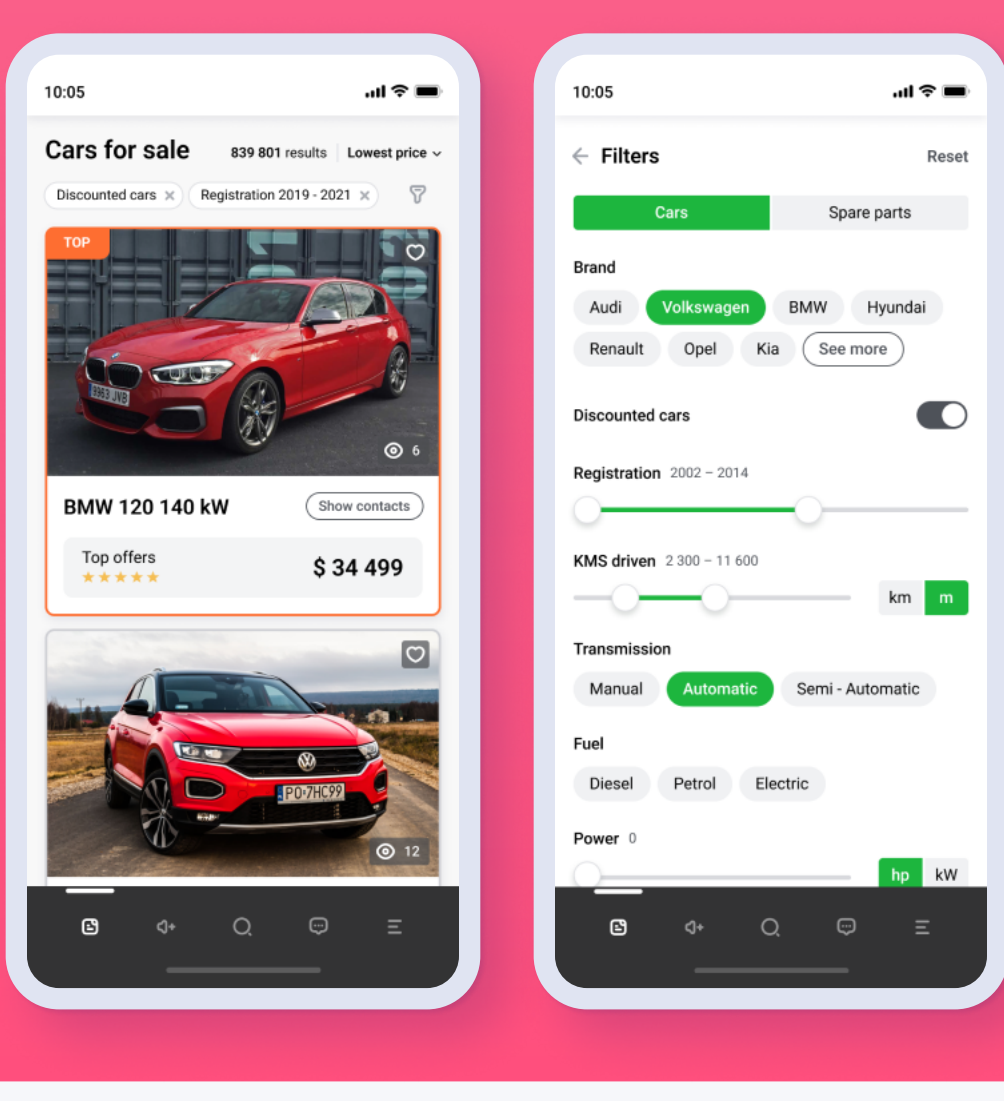 10:05
Cars for sale 839 801 results Lowest price
Discounted cars Registration 2019 - 2021
TOP
9963 JVB
6
BMW 120 140 kW Show contacts
Top offers
$ 34 499
PO 7HC99
12
10:05
Filters Reset
Cars Spare parts
Brand
Audi Volkswagen BMW Hyundai
Renault Opel Kia See more
Discounted cars
Registration 2002 – 2014
KMS driven 2 300 – 11 600
km m
Transmission
Manual Automatic Semi - Automatic
Fuel
Diesel Petrol Electric
Power 0
hp kW